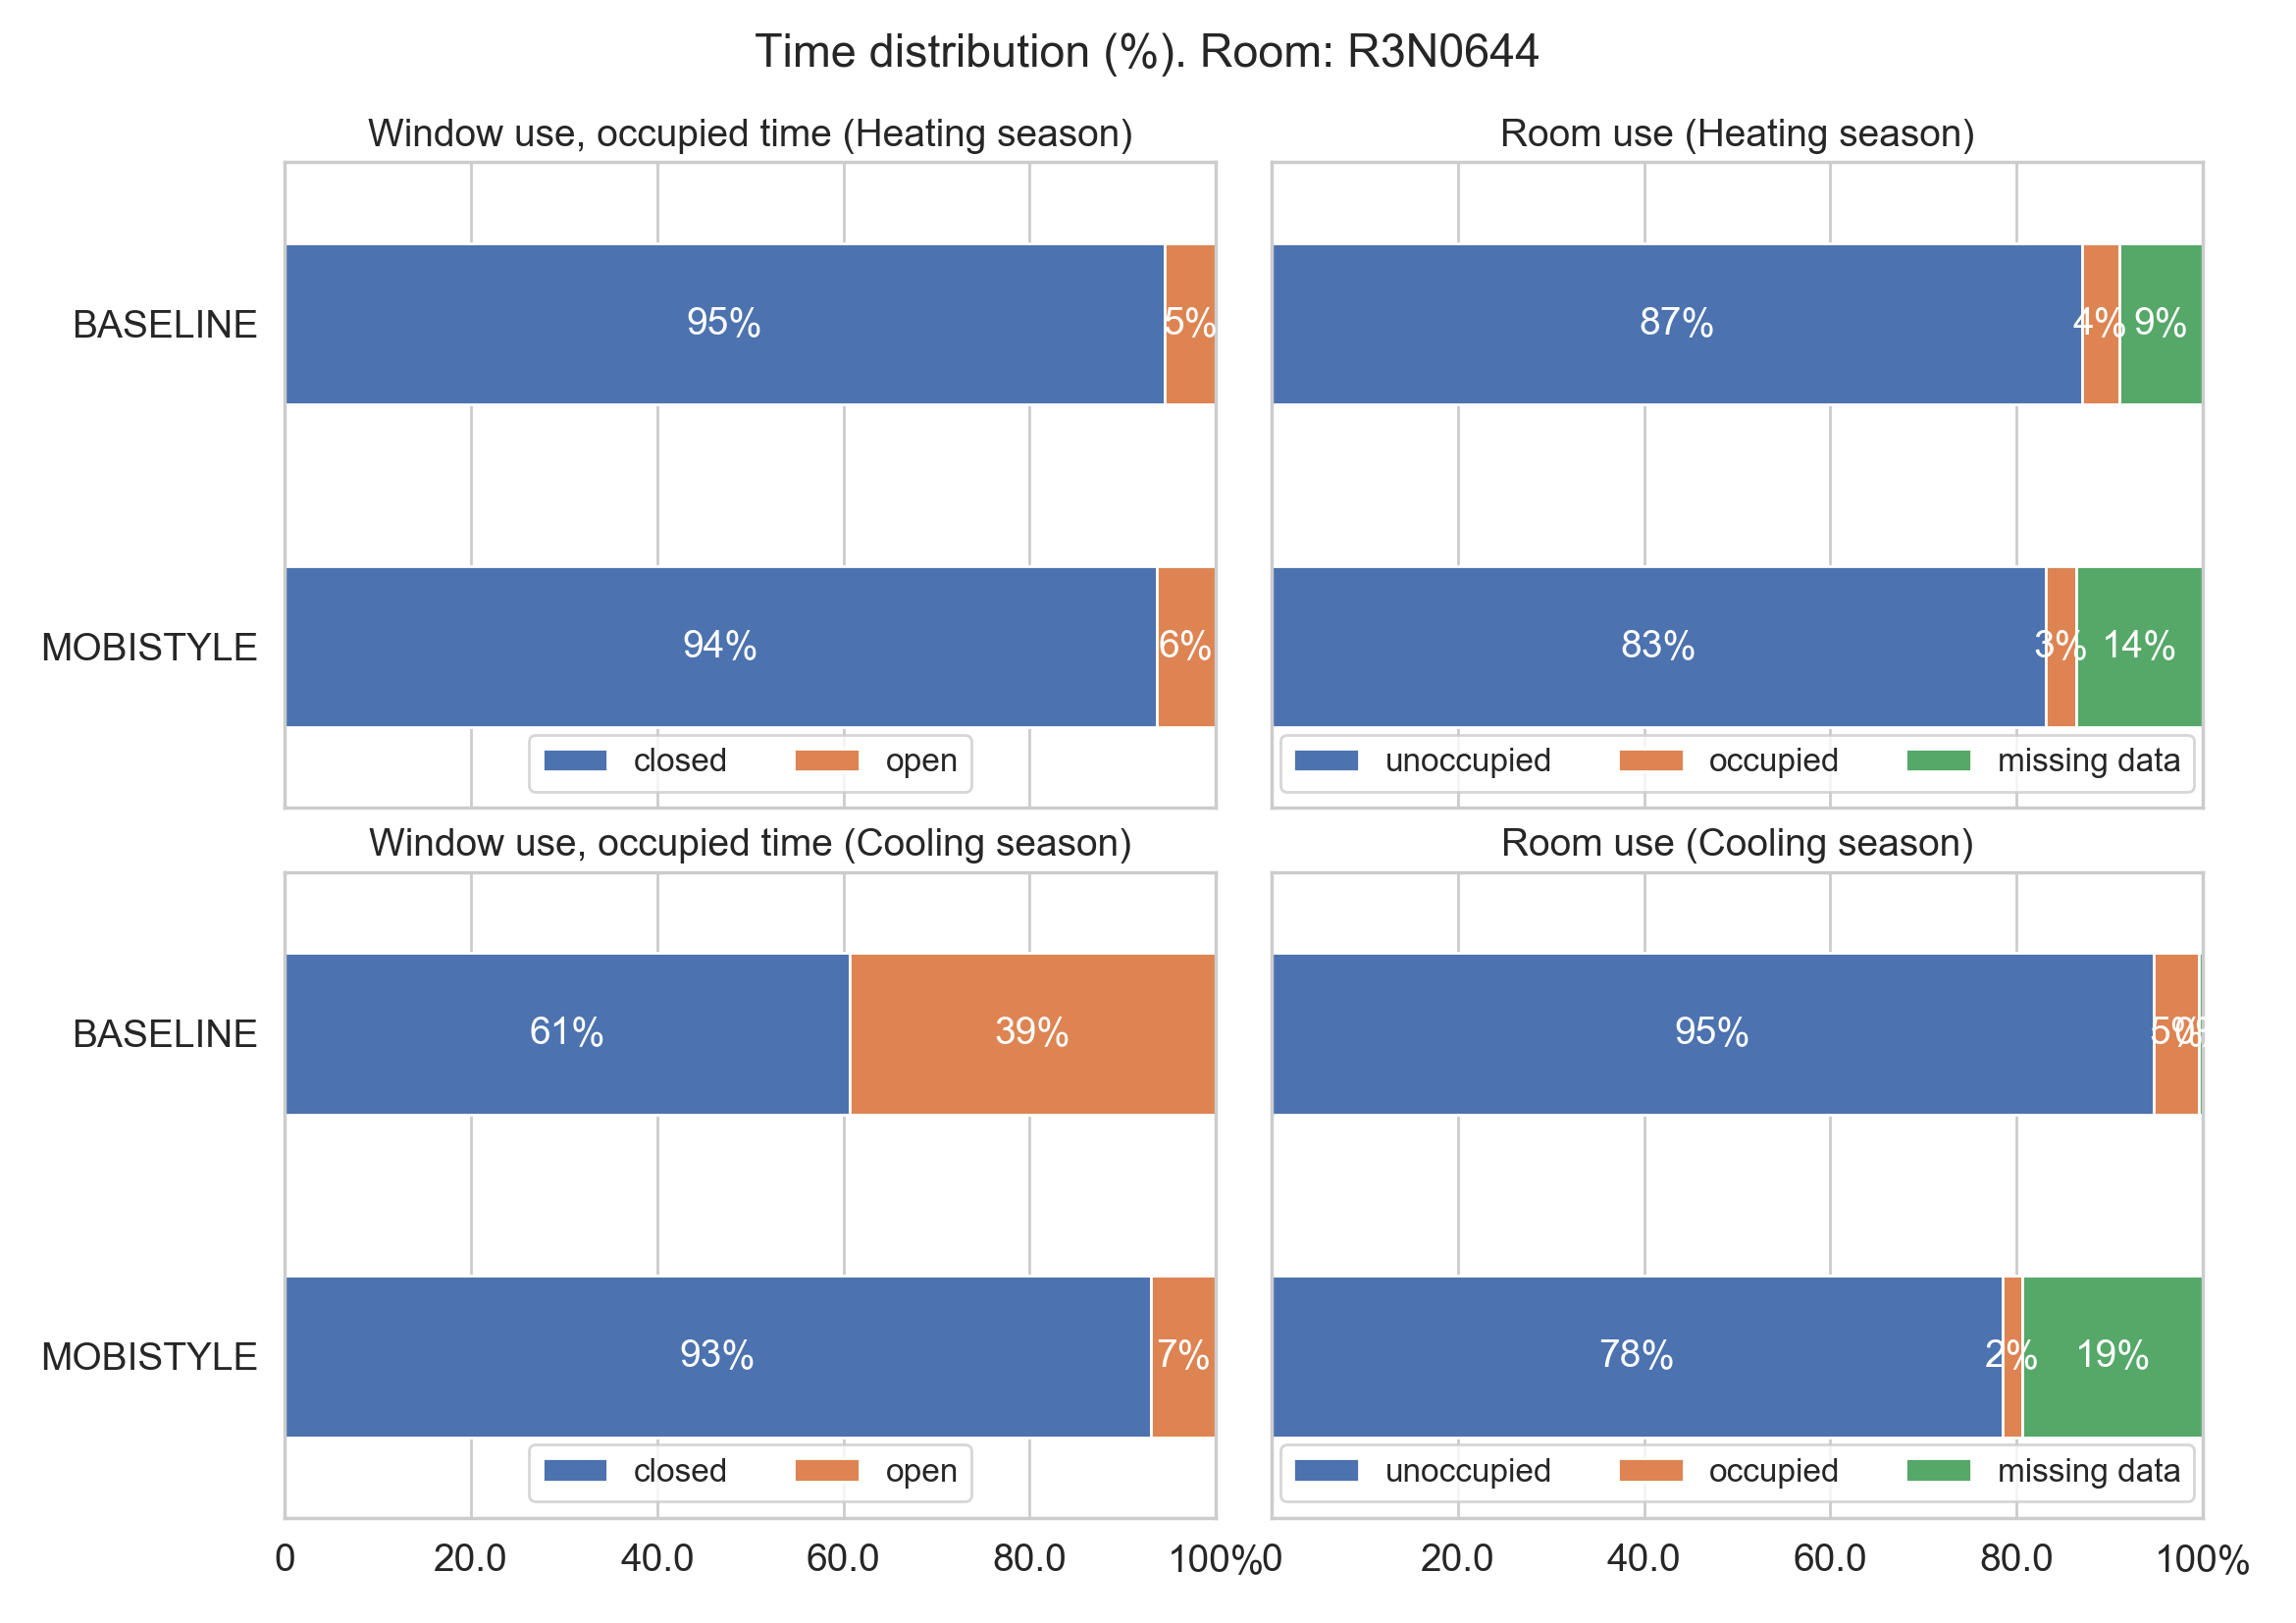 Time distribution (%). Room: R3N0644
Window use, occupied time (Heating season)
BASELINE
95%
5%
MOBISTYLE
94%
6%
closed
open
Room use (Heating season)
87%
4%
9%
83%
3%
14%
unoccupied
occupied
missing data
Window use, occupied time (Cooling season)
BASELINE
61%
39%
MOBISTYLE
93%
7%
closed
open
0
20.0
40.0
60.0
80.0
100%
Room use (Cooling season)
95%
5%
0%
78%
2%
19%
unoccupied
occupied
missing data
0
20.0
40.0
60.0
80.0
100%